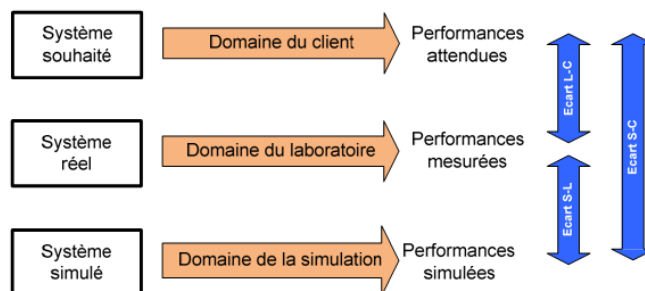 Système
souhaité
Domaine du client
Performances
attendues
Ecart L-C
Ecart S-C
Système
réel
Domaine du laboratoire
Performances
mesurées
Ecart S-L
Système
simulé
Domaine de la simulation
Performances
simulées